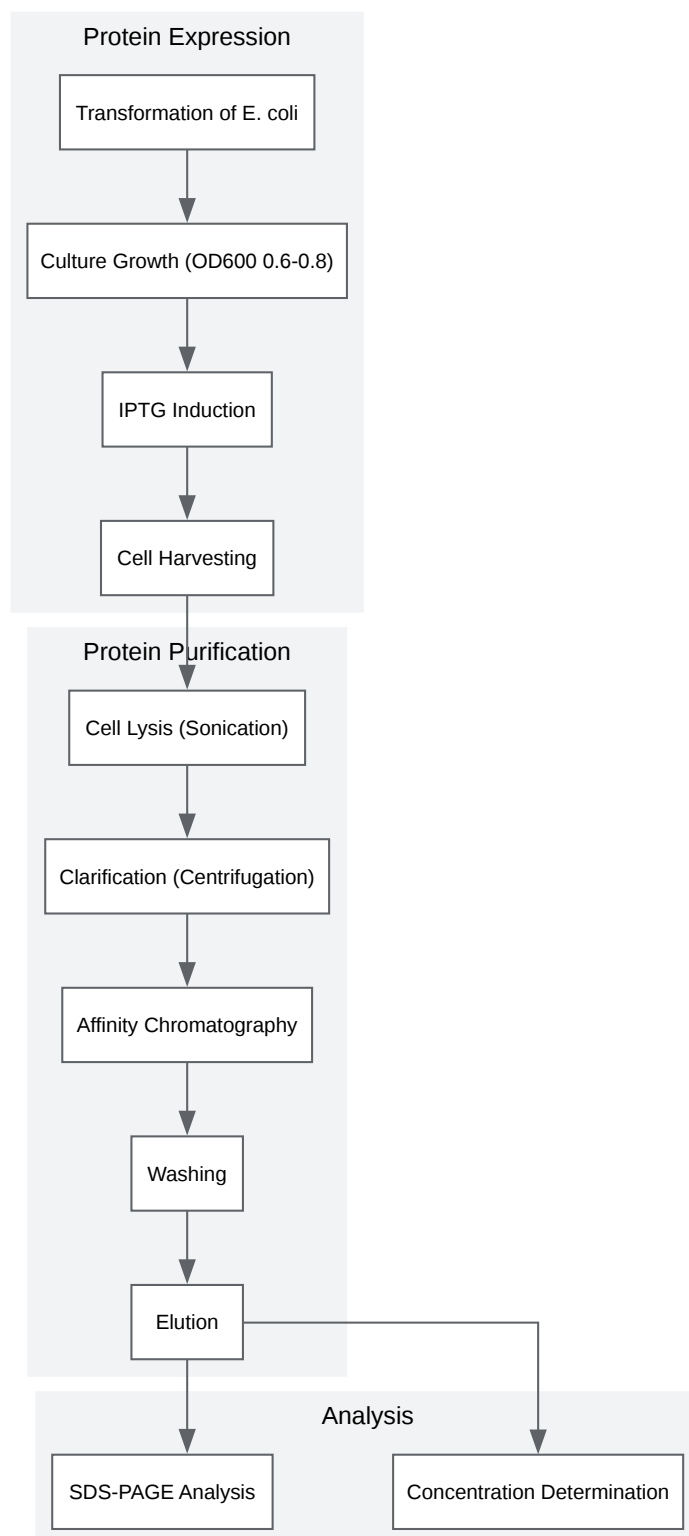 Protein Expression
Transformation of E. coli
Culture Growth (OD600 0.6-0.8)
IPTG Induction
Cell Harvesting
Protein Purification
Cell Lysis (Sonication)
Clarification (Centrifugation)
Affinity Chromatography
Washing
Elution
Analysis
SDS-PAGE Analysis
Concentration Determination